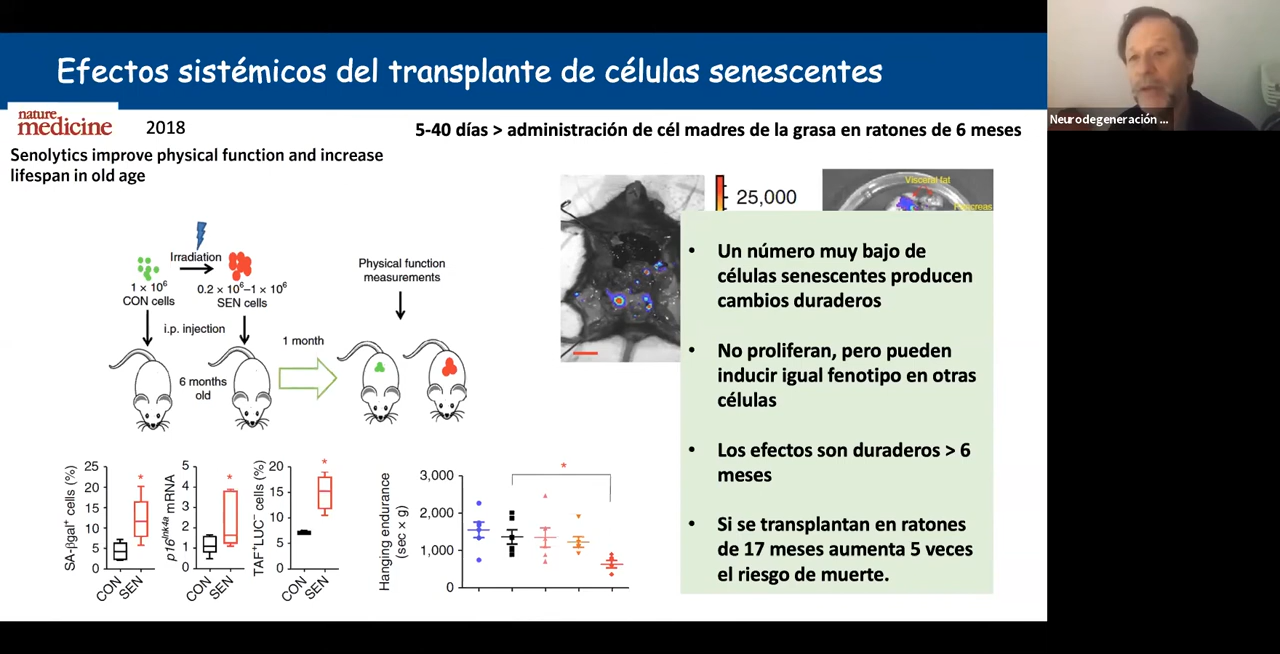 Efectos sistémicos del transplante de células senescentes
nature
medicine
2018
5-40 días > administración de cél madres de la grasa en ratones de 6 meses
Neurodegeneración ...
Senolytics improve physical function and increase
lifespan in old age
Irradiation
1 × 10⁶
CON cells
0.2 × 10⁶–1 × 10⁶
SEN cells
i.p. injection
6 months
old
1 month
Physical function
measurements
25,000
Visceral fat
Pancreas
• Un número muy bajo de
células senescentes producen
cambios duraderos
• No proliferan, pero pueden
inducir igual fenotipo en otras
células
• Los efectos son duraderos > 6
meses
• Si se transplantan en ratones
de 17 meses aumenta 5 veces
el riesgo de muerte.
SA-βgal⁺ cells (%)
25
20
15
10
5
0
*
CON
SEN
p16ᴵⁿᵏ⁴ᵃ mRNA
5
4
3
2
1
0
*
CON
SEN
TAF⁺LUC⁻ cells (%)
20
15
10
5
0
*
CON
SEN
Hanging endurance
(sec × g)
3,000
2,000
1,000
0
*